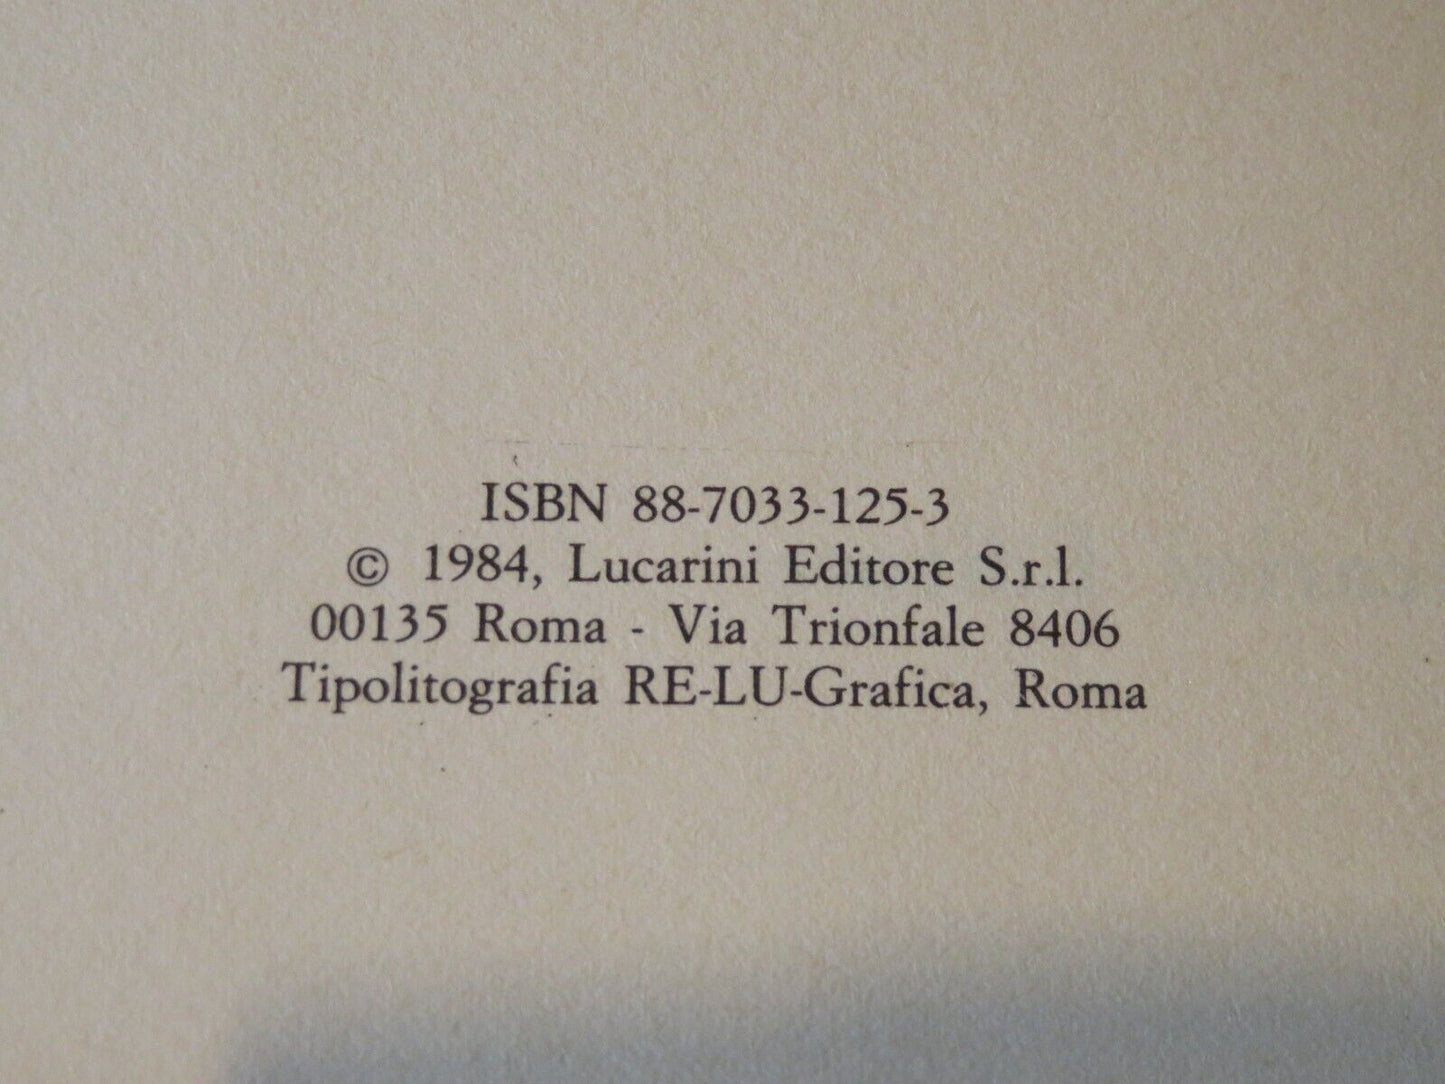 ISBN 88-7033-125-3
© 1984, Lucarini Editore S.r.l.
00135 Roma - Via Trionfale 8406
Tipolitografia RE-LU-Grafica, Roma